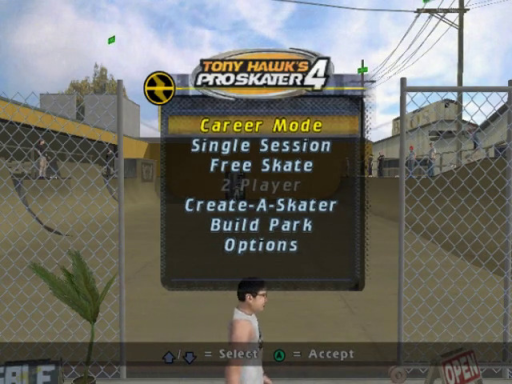 TONY HAWK'S
PRO SKATER 4
Career Mode
Single Session
Free Skate
2 Player
Create-A-Skater
Build Park
Options
= Select
= Accept
OPEN